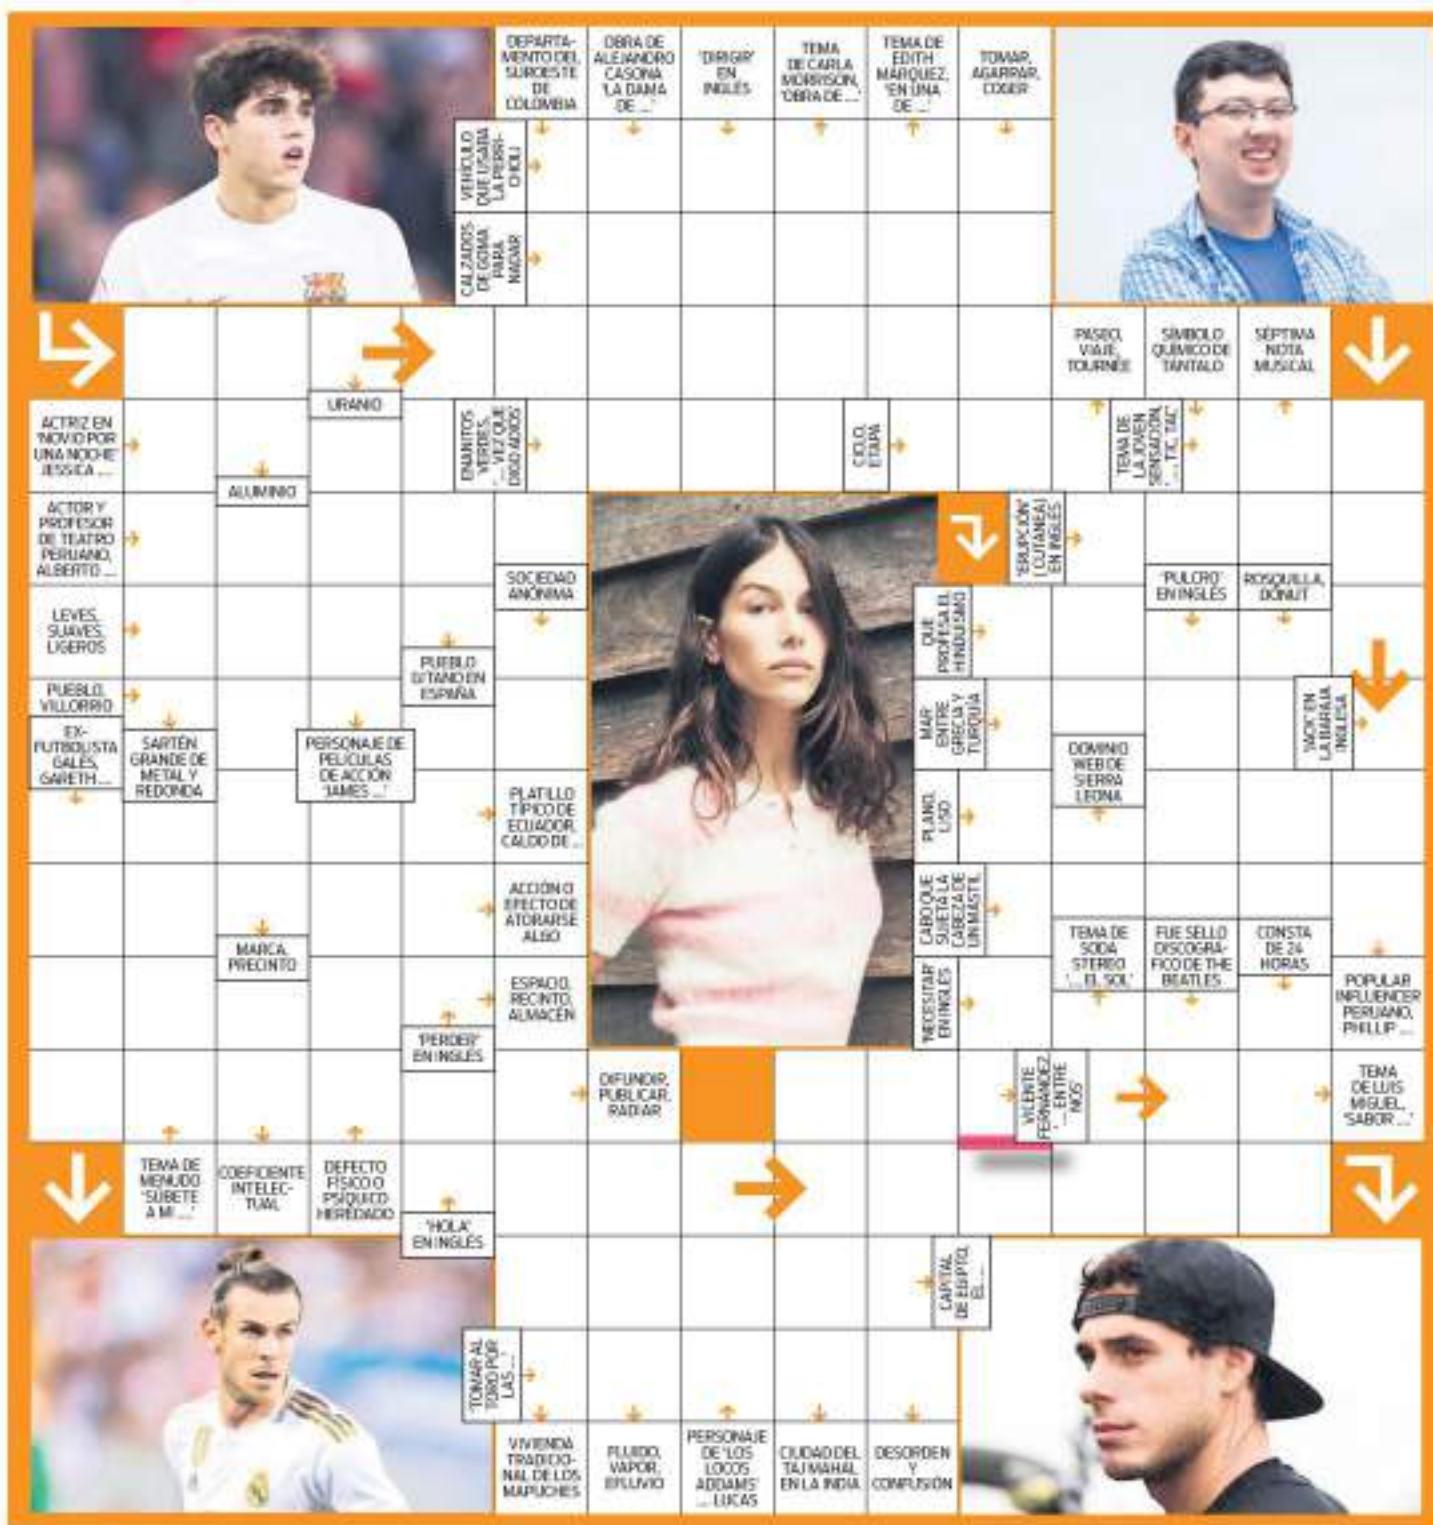 DEPARTA-
MENTO DEL
SUROESTE
DE
COLOMBIA
OBRA DE
ALEJANDRO
CASONA
'LA DAMA
DE ...'
'DIRIGIR'
EN
INGLÉS
TEMA
DE CARLA
MORRISON,
'OBRA DE ...'
TEMA DE
EDITH
MÁRQUEZ,
'EN UNA
DE ...'
TOMAR,
AGARRAR,
COGER
VEHÍCULO
QUE USABA
LA PERRI-
CHOLI
CALZADOS
DE GOMA
PARA
NADAR
PASEO,
VIAJE,
TOURNÉE
SÍMBOLO
QUÍMICO DE
TANTALO
SÉPTIMA
NOTA
MUSICAL
URANIO
ACTRIZ EN
'NOVIO POR
UNA NOCHE'
JESSICA ...
ENANITOS
VERDES,
'... VEZ QUE
DIGO ADIÓS'
CICLO,
ETAPA
TEMA DE
LA JOVEN
SENSACIÓN,
'... TIC, TAC'
ALUMINIO
ACTOR Y
PROFESOR
DE TEATRO
PERUANO,
ALBERTO ...
'ERUPCIÓN'
(CUTÁNEA)
EN INGLÉS
SOCIEDAD
ANÓNIMA
'PULCRO'
EN INGLÉS
ROSQUILLA,
DÓNUT
LEVES,
SUAVES,
LIGEROS
QUE
PROFESA EL
HINDUISMO
PUEBLO
GITANO EN
ESPAÑA
PUEBLO,
VILLORRIO
MAR
ENTRE
GRECIA Y
TURQUÍA
'JACK' EN
LA BARAJA
INGLESA
EX-
FUTBOLISTA
GALÉS,
GARETH ...
SARTÉN
GRANDE DE
METAL Y
REDONDA
PERSONAJE DE
PELÍCULAS
DE ACCIÓN
'JAMES ...'
DOMINIO
WEB DE
SIERRA
LEONA
PLATILLO
TÍPICO DE
ECUADOR,
CALDO DE ...
PLANO,
LISO
ACCIÓN O
EFECTO DE
ATORARSE
ALGO
CABO QUE
SUJETA LA
CABEZA DE
UN MÁSTIL
MARCA,
PRECINTO
TEMA DE
SODA
STEREO
'... EL SOL'
FUE SELLO
DISCOGRÁ-
FICO DE THE
BEATLES
CONSTA
DE 24
HORAS
ESPACIO,
RECINTO,
ALMACÉN
'NECESITAR'
EN INGLÉS
POPULAR
INFLUENCER
PERUANO,
PHILLIP ...
'PERDER'
EN INGLÉS
DIFUNDIR,
PUBLICAR,
RADIAR
VICENTE
FERNÁNDEZ
'... ENTRE
NOS'
TEMA
DE LUIS
MIGUEL,
'SABOR ...'
TEMA DE
MENUDO
'SÚBETE
A MI ...'
COEFICIENTE
INTELEC-
TUAL
DEFECTO
FÍSICO O
PSÍQUICO
HEREDADO
'HOLA'
EN INGLÉS
CAPITAL
DE EGIPTO,
EL ...
'TOMAR AL
TORO POR
LAS ...'
VIVIENDA
TRADICIO-
NAL DE LOS
MAPUCHES
FLUIDO,
VAPOR,
EFLUVIO
PERSONAJE
DE 'LOS
LOCOS
ADDAMS'
... LUCAS
CIUDAD DEL
TAJ MAHAL
EN LA INDIA
DESORDEN
Y
CONFUSIÓN